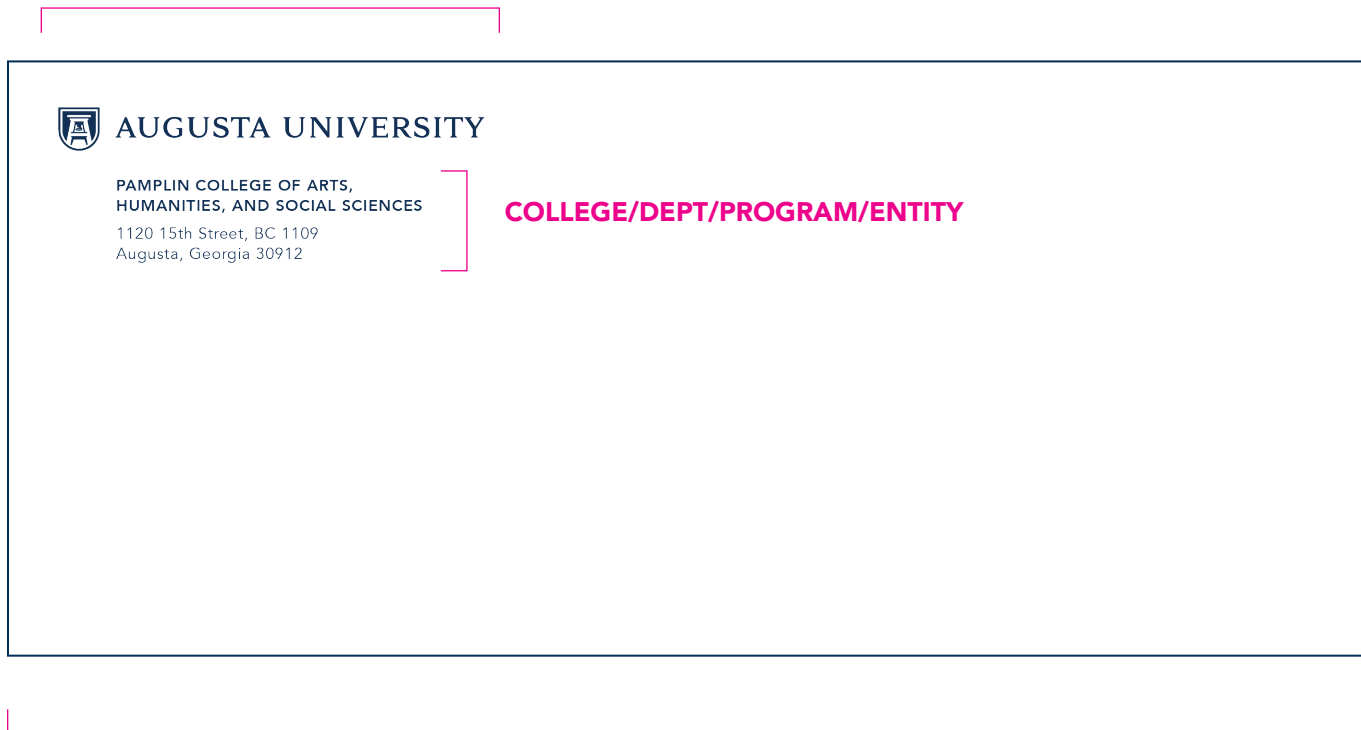 AUGUSTA UNIVERSITY
PAMPLIN COLLEGE OF ARTS,
HUMANITIES, AND SOCIAL SCIENCES
COLLEGE/DEPT/PROGRAM/ENTITY
1120 15th Street, BC 1109
Augusta, Georgia 30912